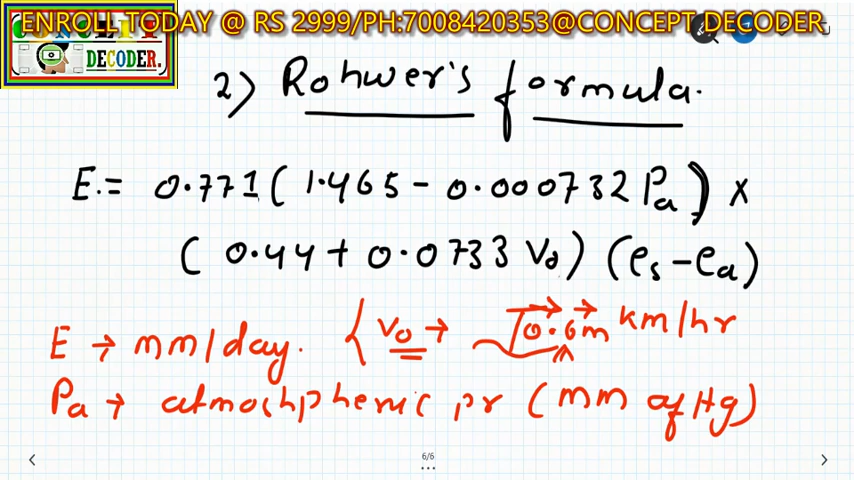 ENROLL TODAY @ RS 2999/PH:7008420353@CONCEPT DECODER
DECODER.
2) Rohwer's formula.
E = 0.771 ( 1.465 - 0.000732 Pa ) x
( 0.44 + 0.0733 V0 ) (es - ea)
E → mm/day. { V0 → 0.6m km/hr
Pa → atmoshpheric pr (mm of Hg)
6/6